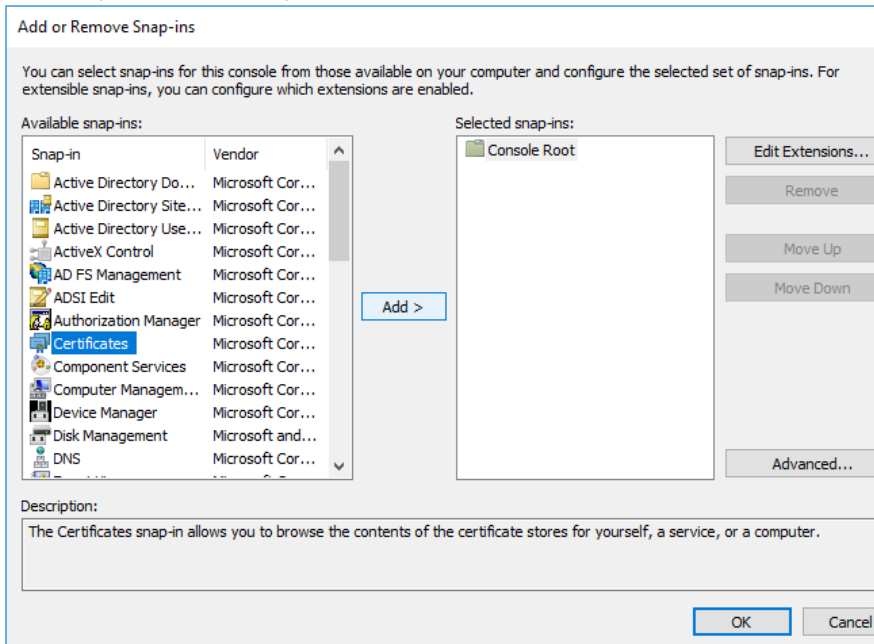 Add or Remove Snap-ins
You can select snap-ins for this console from those available on your computer and configure the selected set of snap-ins. For
extensible snap-ins, you can configure which extensions are enabled.
Available snap-ins:
Snap-in Vendor
Active Directory Do... Microsoft Cor...
Active Directory Site... Microsoft Cor...
Active Directory Use... Microsoft Cor...
ActiveX Control Microsoft Cor...
AD FS Management Microsoft Cor...
ADSI Edit Microsoft Cor...
Authorization Manager Microsoft Cor...
Certificates Microsoft Cor...
Component Services Microsoft Cor...
Computer Managem... Microsoft Cor...
Device Manager Microsoft Cor...
Disk Management Microsoft and...
DNS Microsoft Cor...
Add >
Selected snap-ins:
Console Root
Edit Extensions...
Remove
Move Up
Move Down
Advanced...
Description:
The Certificates snap-in allows you to browse the contents of the certificate stores for yourself, a service, or a computer.
OK
Cancel